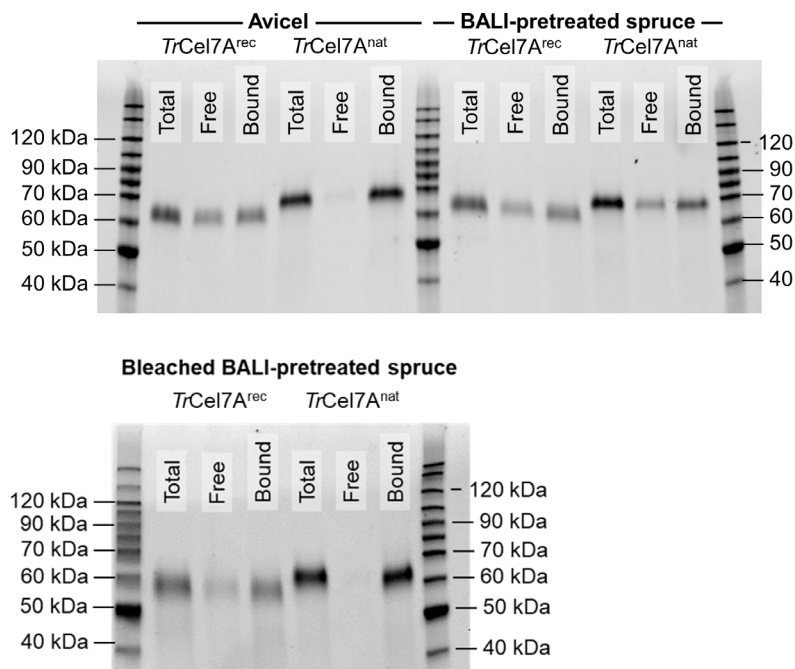 Avicel BALI-pretreated spruce
TrCel7Arec TrCel7Anat TrCel7Arec TrCel7Anat
Total Free Bound Total Free Bound Total Free Bound Total Free Bound
120 kDa 120
90 kDa 90
70 kDa 70
60 kDa 60
50 kDa 50
40 kDa 40
Bleached BALI-pretreated spruce
TrCel7Arec TrCel7Anat
Total Free Bound Total Free Bound
120 kDa 120 kDa
90 kDa 90 kDa
70 kDa 70 kDa
60 kDa 60 kDa
50 kDa 50 kDa
40 kDa 40 kDa